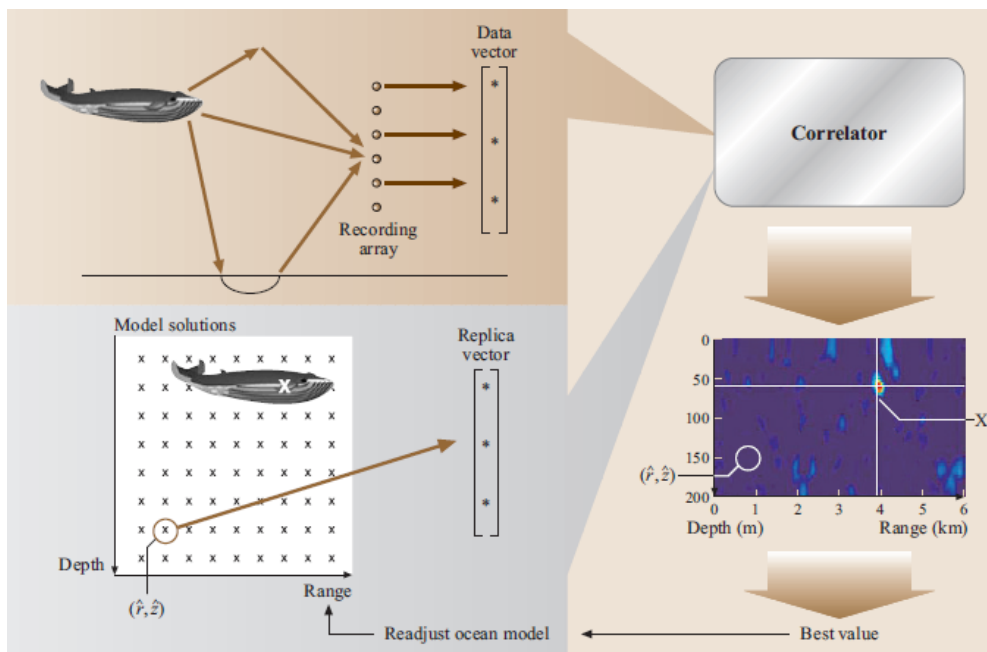 Data
vector
*
*
*
Recording
array
Correlator
Model solutions
x x x x x x x x x
x x x X x
x x x x x x x x x
x x x x x x x x x
x x x x x x x x x
x x x x x x x x x
x x x x x x x x x
x x x x x x x x x
Depth
Range
(r̂, ẑ)
Replica
vector
*
*
*
0
50
100
150
200
0 1 2 3 4 5 6
Depth (m) Range (km)
X
(r̂, ẑ)
Readjust ocean model
Best value